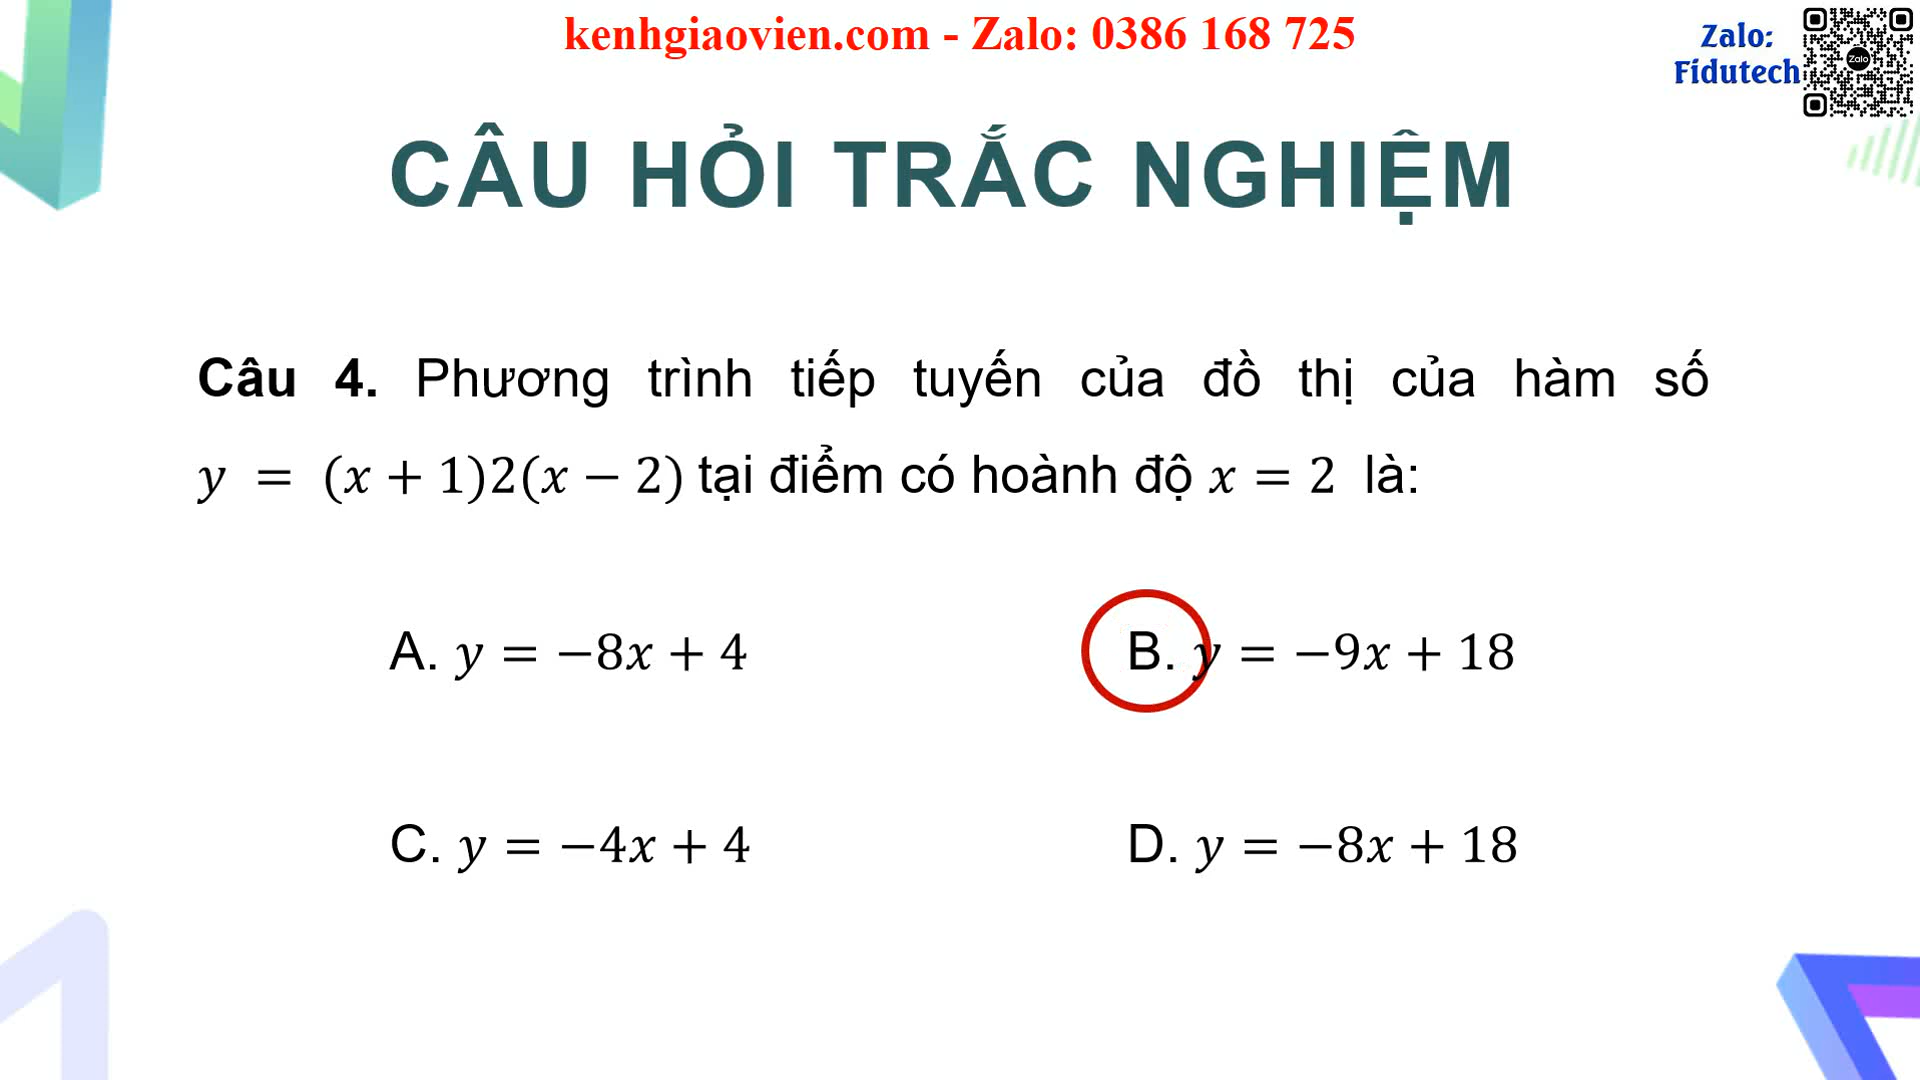 kenhgiaovien.com - Zalo: 0386 168 725
Zalo:
Fidutech
Zalo
CÂU HỎI TRẮC NGHIỆM
Câu 4. Phương trình tiếp tuyến của đồ thị của hàm số
y = (x + 1)2(x − 2) tại điểm có hoành độ x = 2 là:
A. y = −8x + 4
B. y = −9x + 18
C. y = −4x + 4
D. y = −8x + 18